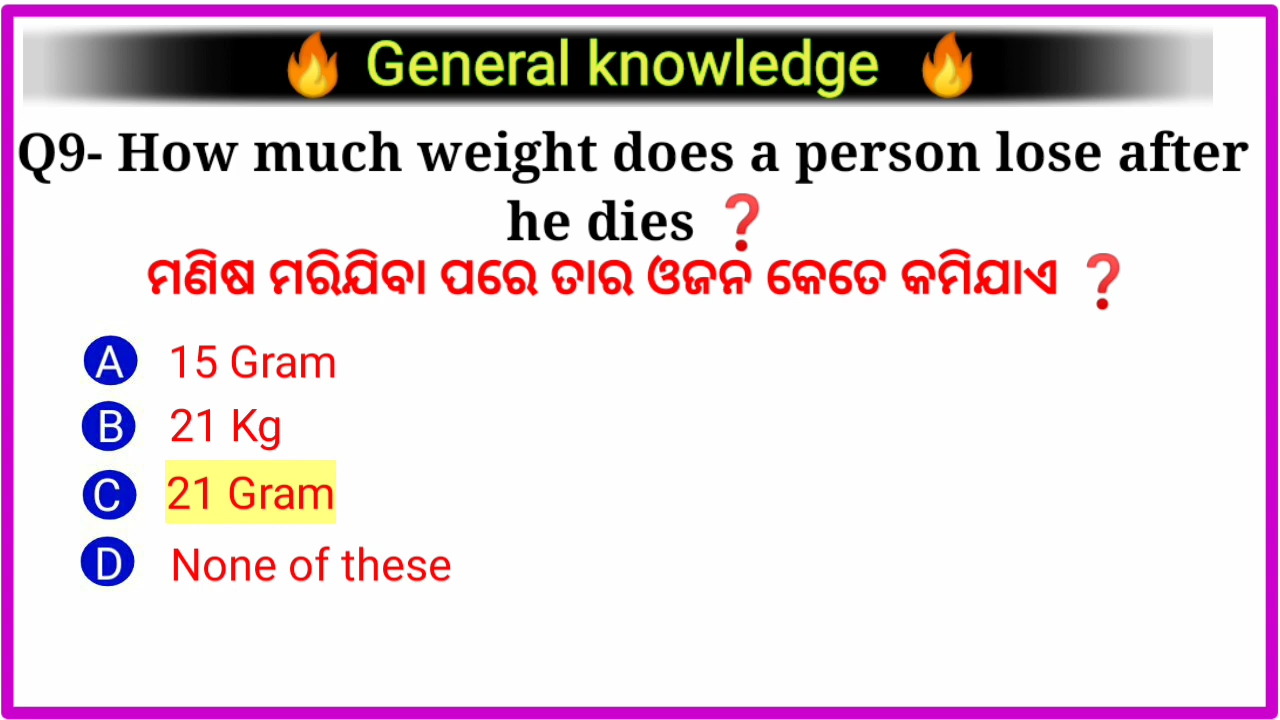 🔥 General knowledge 🔥
Q9- How much weight does a person lose after
he dies ❓
ମଣିଷ ମରିଯିବା ପରେ ତାର ଓଜନ କେତେ କମିଯାଏ ❓
A 15 Gram
B 21 Kg
C 21 Gram
D None of these